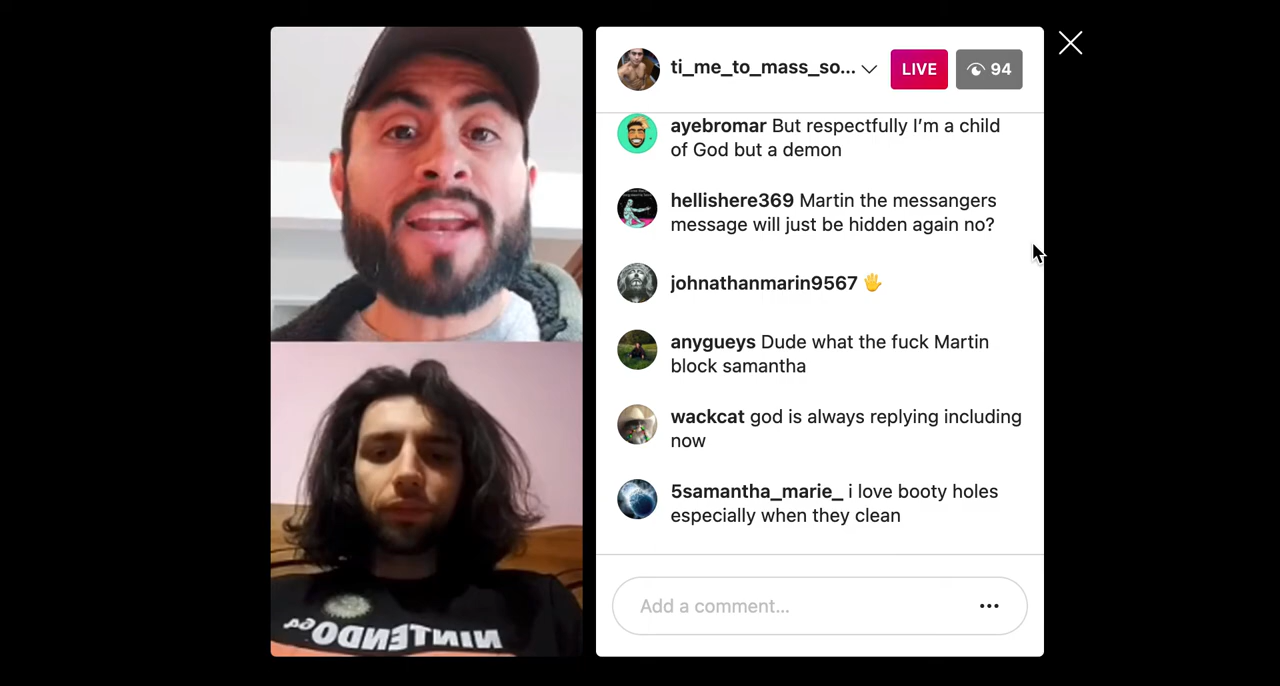 ti_me_to_mass_so...
LIVE
94
ayebromar But respectfully I’m a child
of God but a demon
hellishere369 Martin the messangers
message will just be hidden again no?
johnathanmarin9567 🖐️
anygueys Dude what the fuck Martin
block samantha
wackcat god is always replying including
now
5samantha_marie_ i love booty holes
especially when they clean
Add a comment...
NINTENDO64